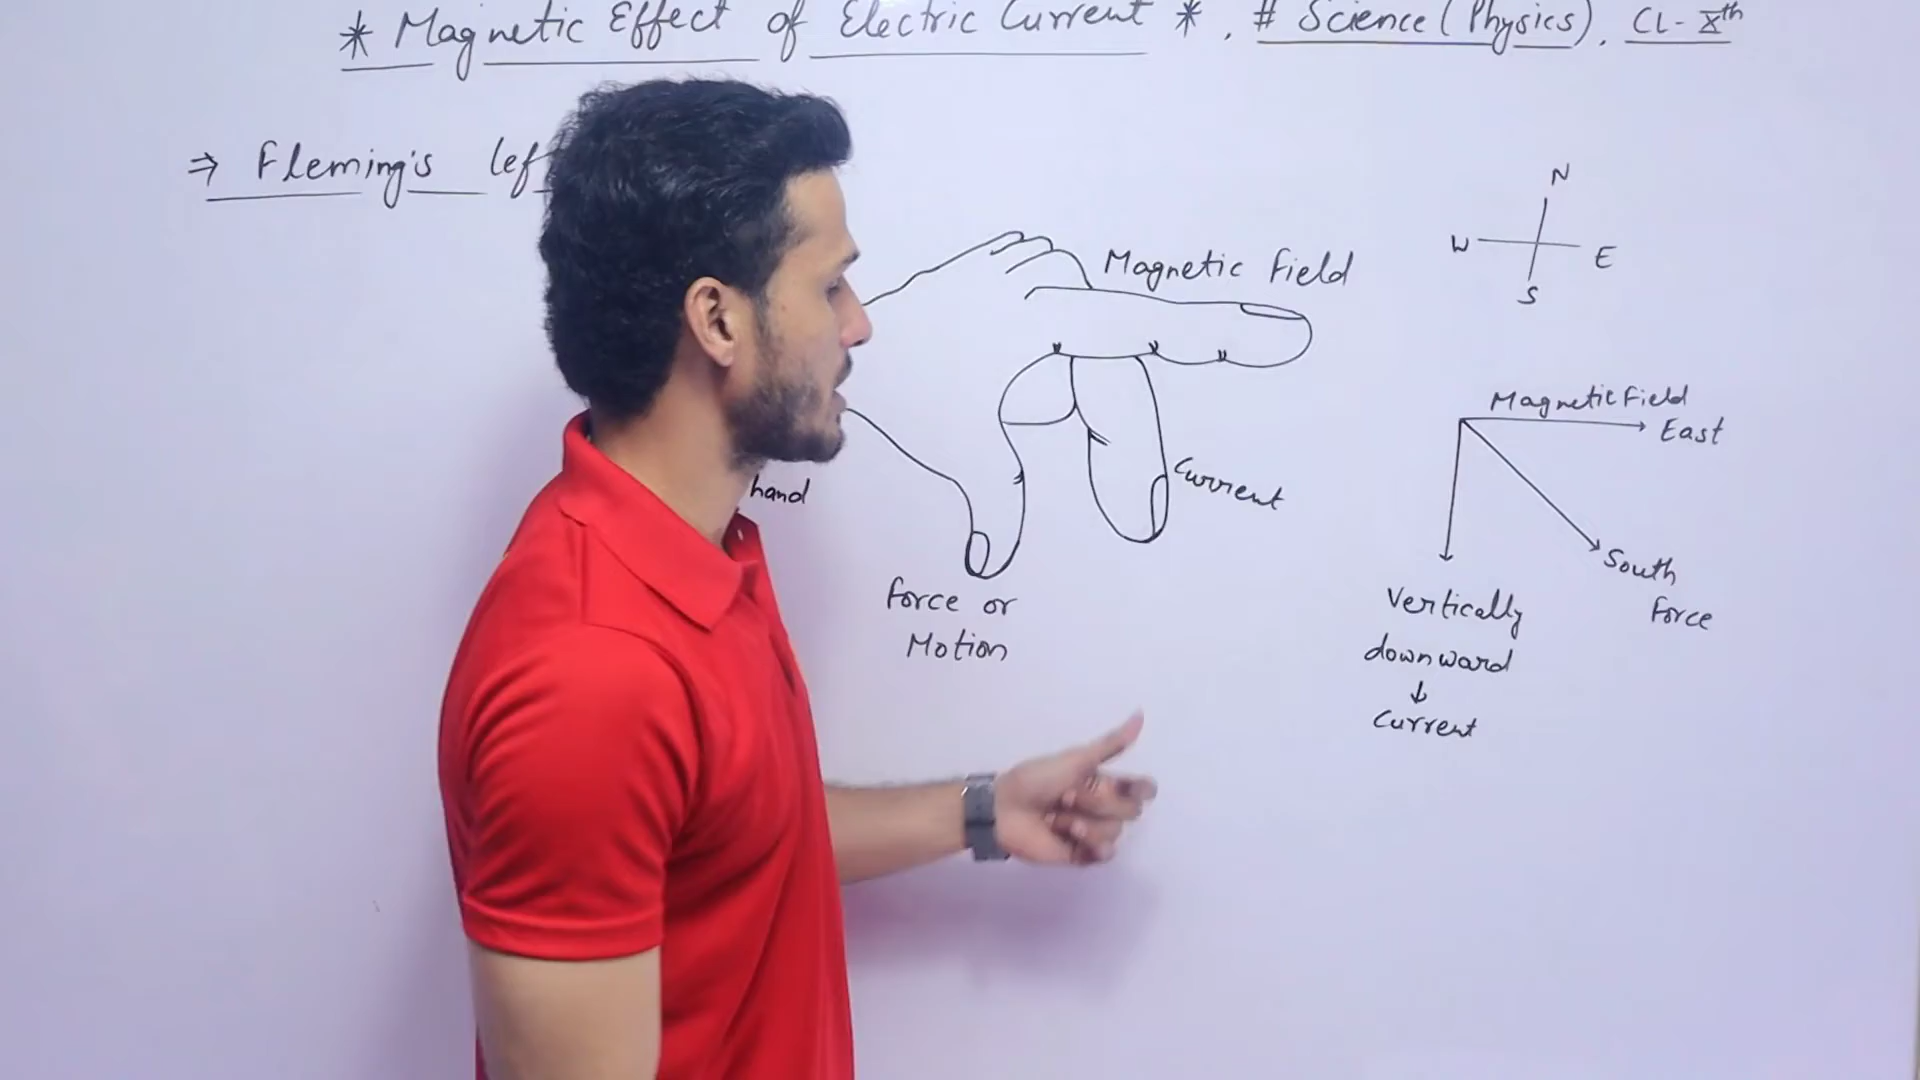 * Magnetic Effect of Electric Current *, # Science (Physics), CL-Xth
⇒ Fleming's
N
W
E
S
Magnetic Field
Magnetic Field
East
Current
hand
South
Force
Force or
Motion
Vertically
downward
↓
Current